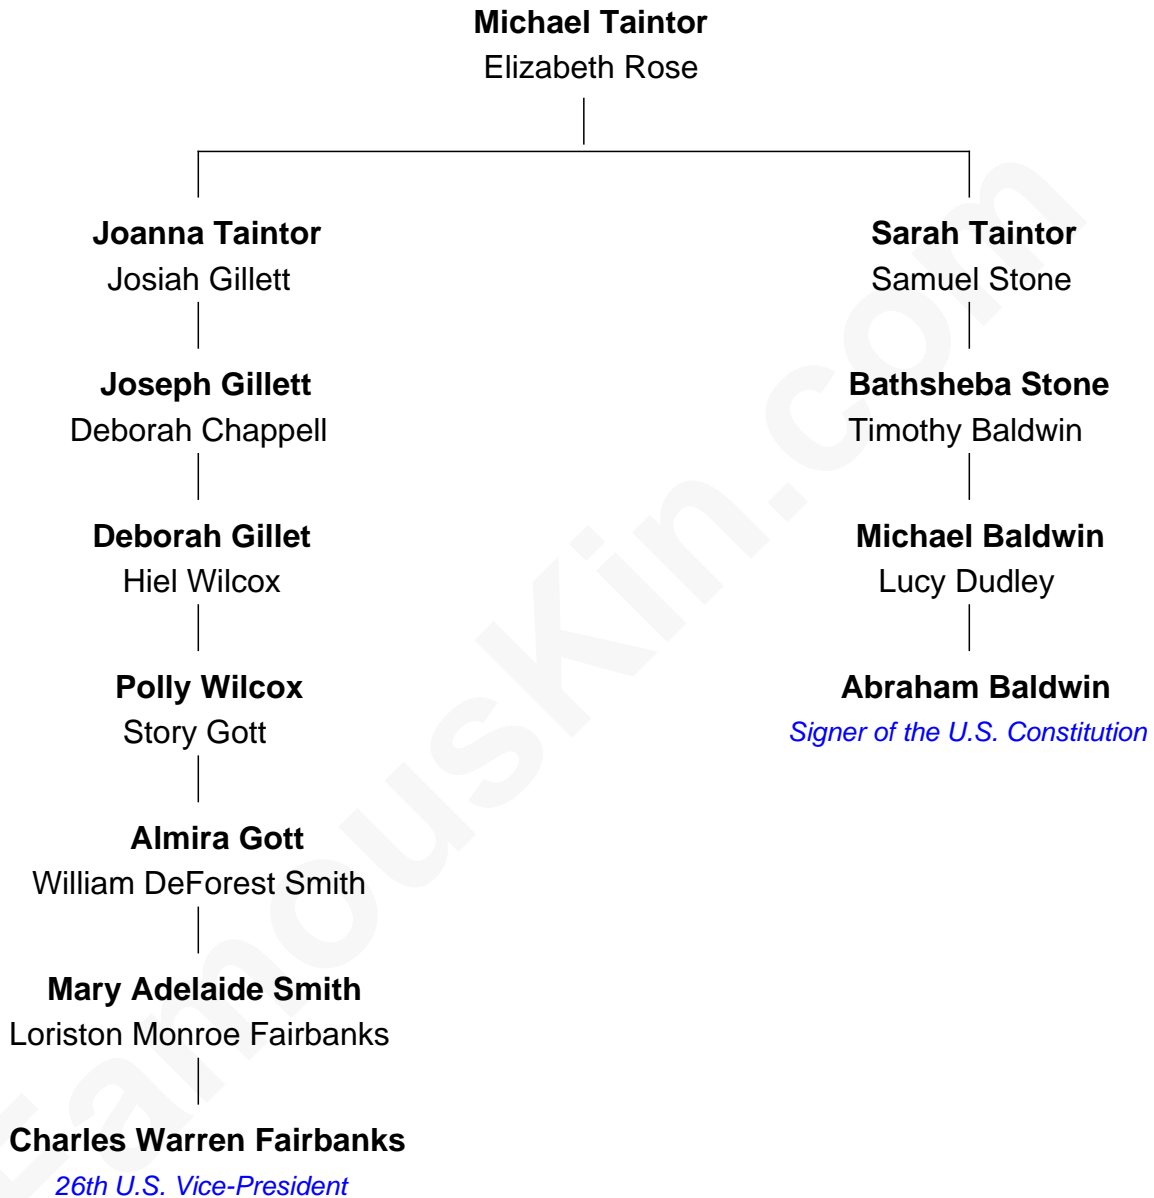 Michael Taintor
Elizabeth Rose
Joanna Taintor
Josiah Gillett
Sarah Taintor
Samuel Stone
Joseph Gillett
Deborah Chappell
Bathsheba Stone
Timothy Baldwin
Deborah Gillet
Hiel Wilcox
Michael Baldwin
Lucy Dudley
Polly Wilcox
Story Gott
Abraham Baldwin
Signer of the U.S. Constitution
Almira Gott
William DeForest Smith
Mary Adelaide Smith
Loriston Monroe Fairbanks
Charles Warren Fairbanks
26th U.S. Vice-President
FamousKin.com